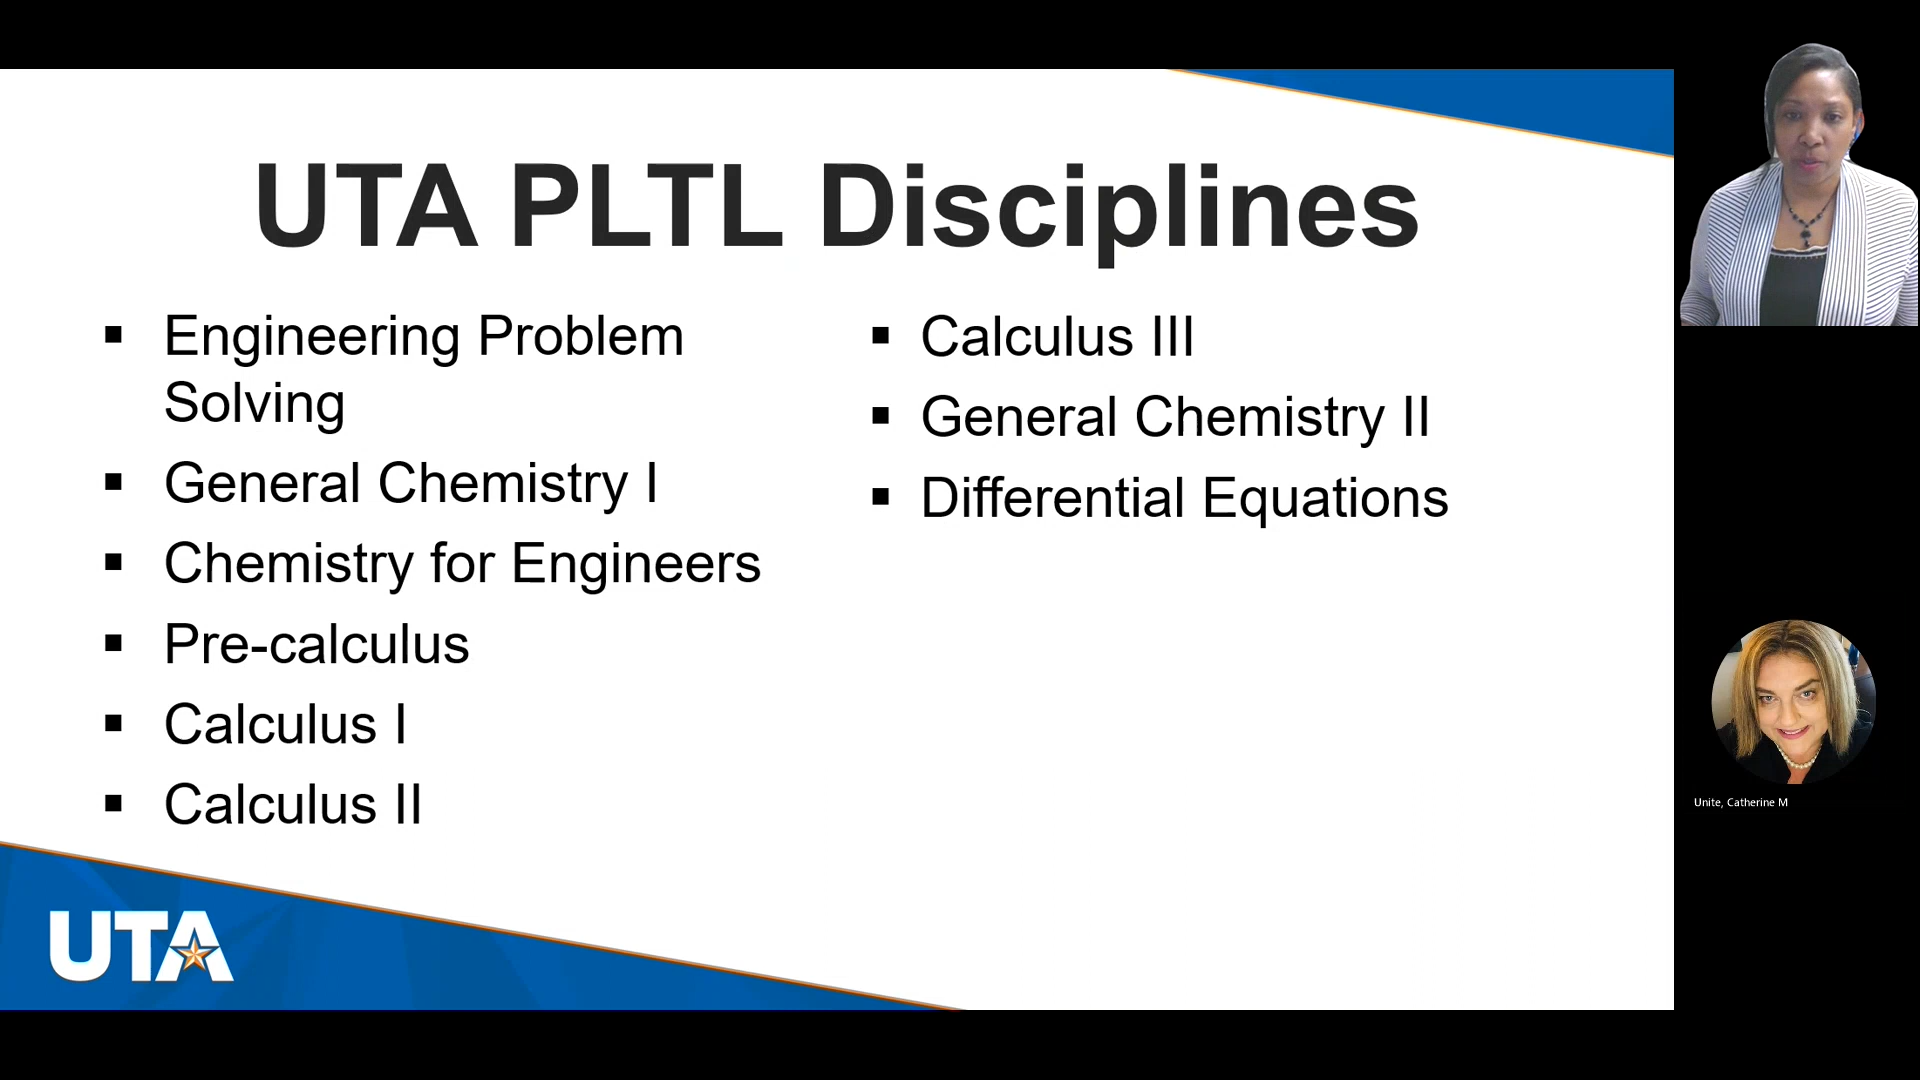 UTA PLTL Disciplines
▪ Engineering Problem
Solving
▪ General Chemistry I
▪ Chemistry for Engineers
▪ Pre-calculus
▪ Calculus I
▪ Calculus II
▪ Calculus III
▪ General Chemistry II
▪ Differential Equations
UTA
Unite, Catherine M